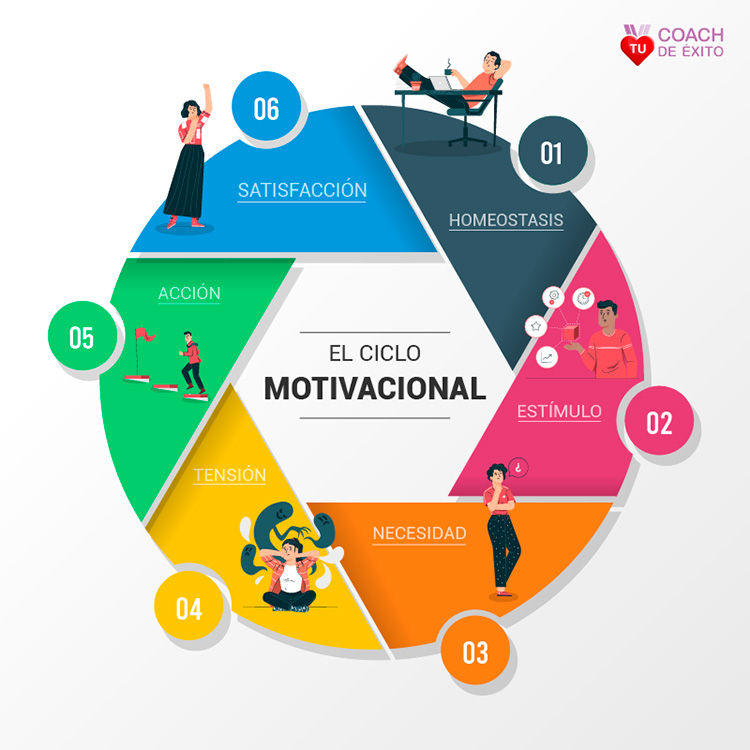 TU
COACH
DE ÉXITO
06
SATISFACCIÓN
01
HOMEOSTASIS
ACCIÓN
05
EL CICLO
MOTIVACIONAL
ESTÍMULO
02
TENSIÓN
¿
NECESIDAD
04
03